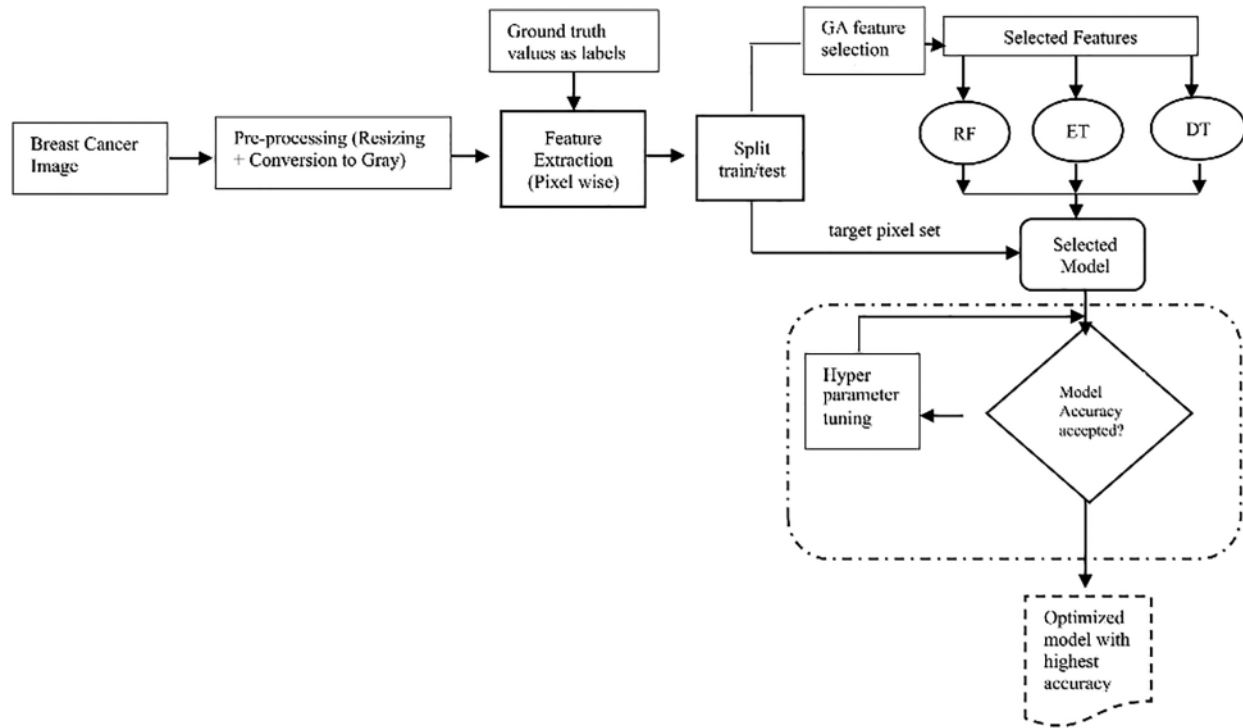 Breast Cancer
Image
Pre-processing (Resizing
+ Conversion to Gray)
Ground truth
values as labels
Feature
Extraction
(Pixel wise)
Split
train/test
GA feature
selection
Selected Features
RF
ET
DT
target pixel set
Selected
Model
Hyper
parameter
tuning
Model
Accuracy
accepted?
Optimized
model with
highest
accuracy